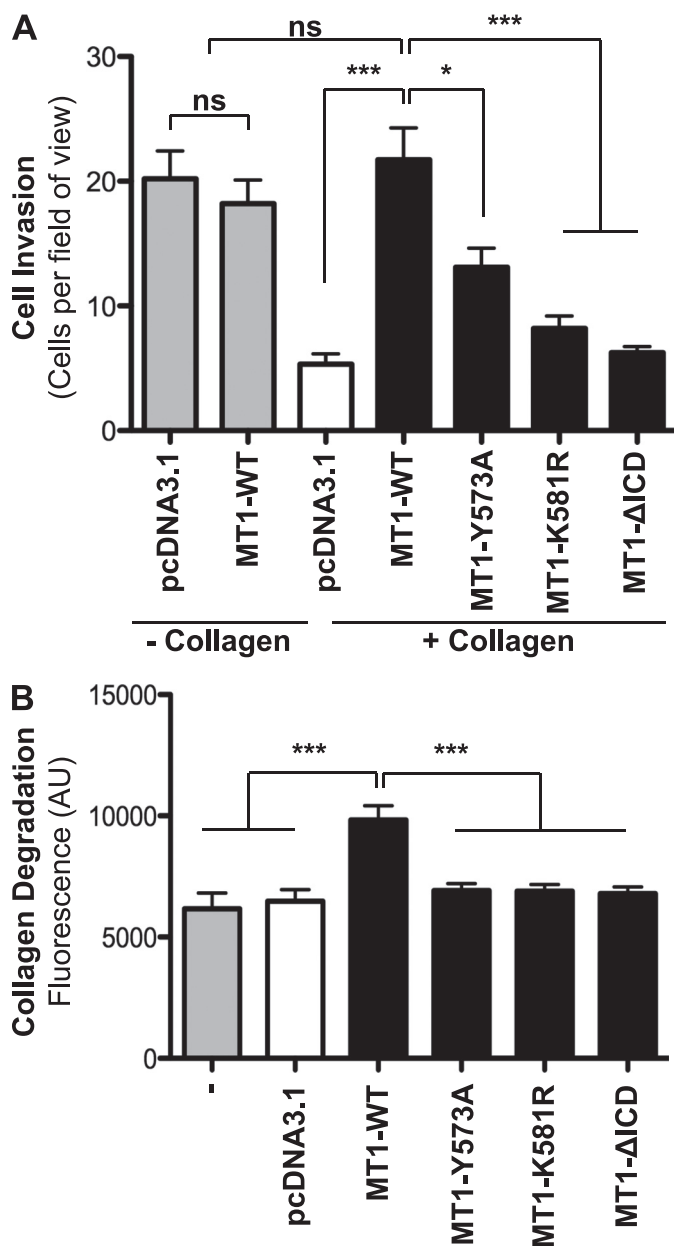 A
ns
***
30
***
*
ns
20
10
0
Cell Invasion
(Cells per field of view)
pcDNA3.1
MT1-WT
pcDNA3.1
MT1-WT
MT1-Y573A
MT1-K581R
MT1-ΔICD
- Collagen
+ Collagen
B
15000
***
***
10000
5000
0
Collagen Degradation
Fluorescence (AU)
-
pcDNA3.1
MT1-WT
MT1-Y573A
MT1-K581R
MT1-ΔICD